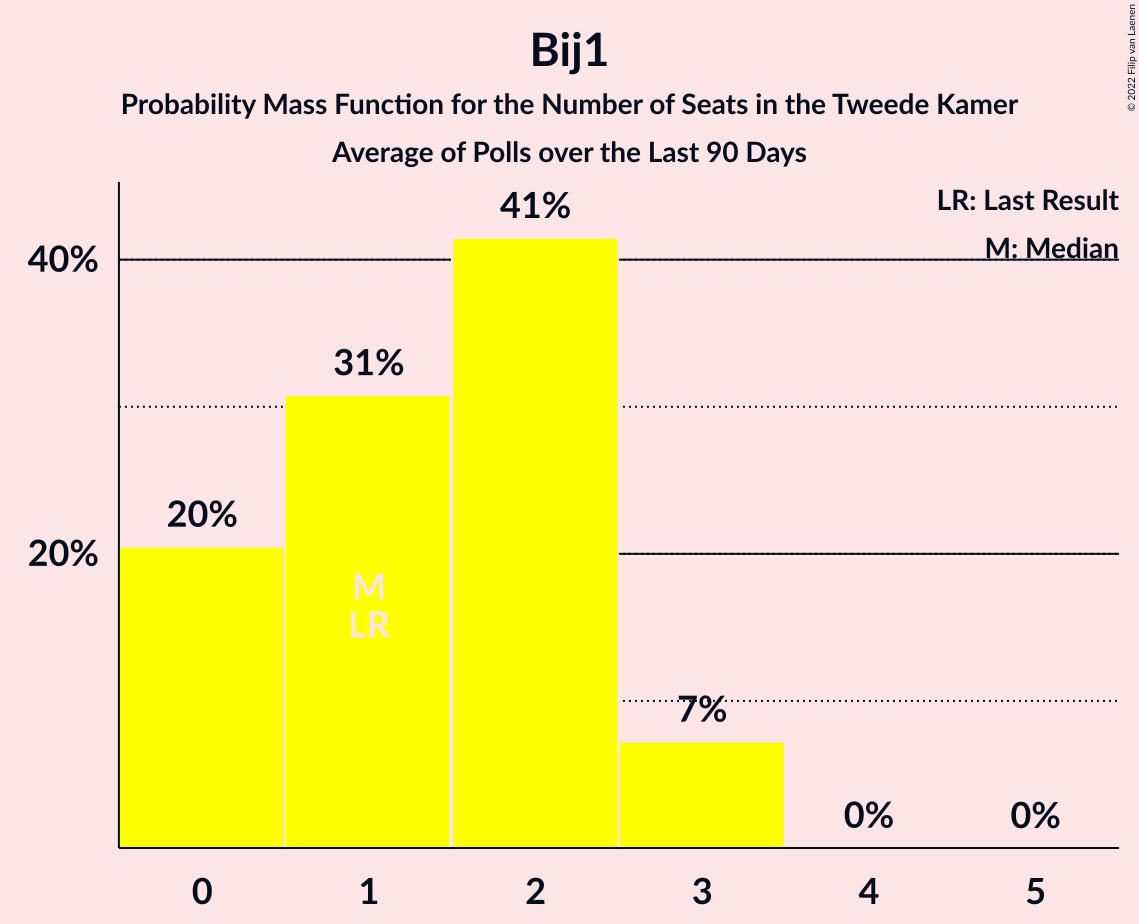 Bij1
Probability Mass Function for the Number of Seats in the Tweede Kamer
Average of Polls over the Last 90 Days
© 2022 Filip van Laenen
LR: Last Result
M: Median
40%
20%
20%
31%
41%
7%
0%
0%
M
LR
0 1 2 3 4 5